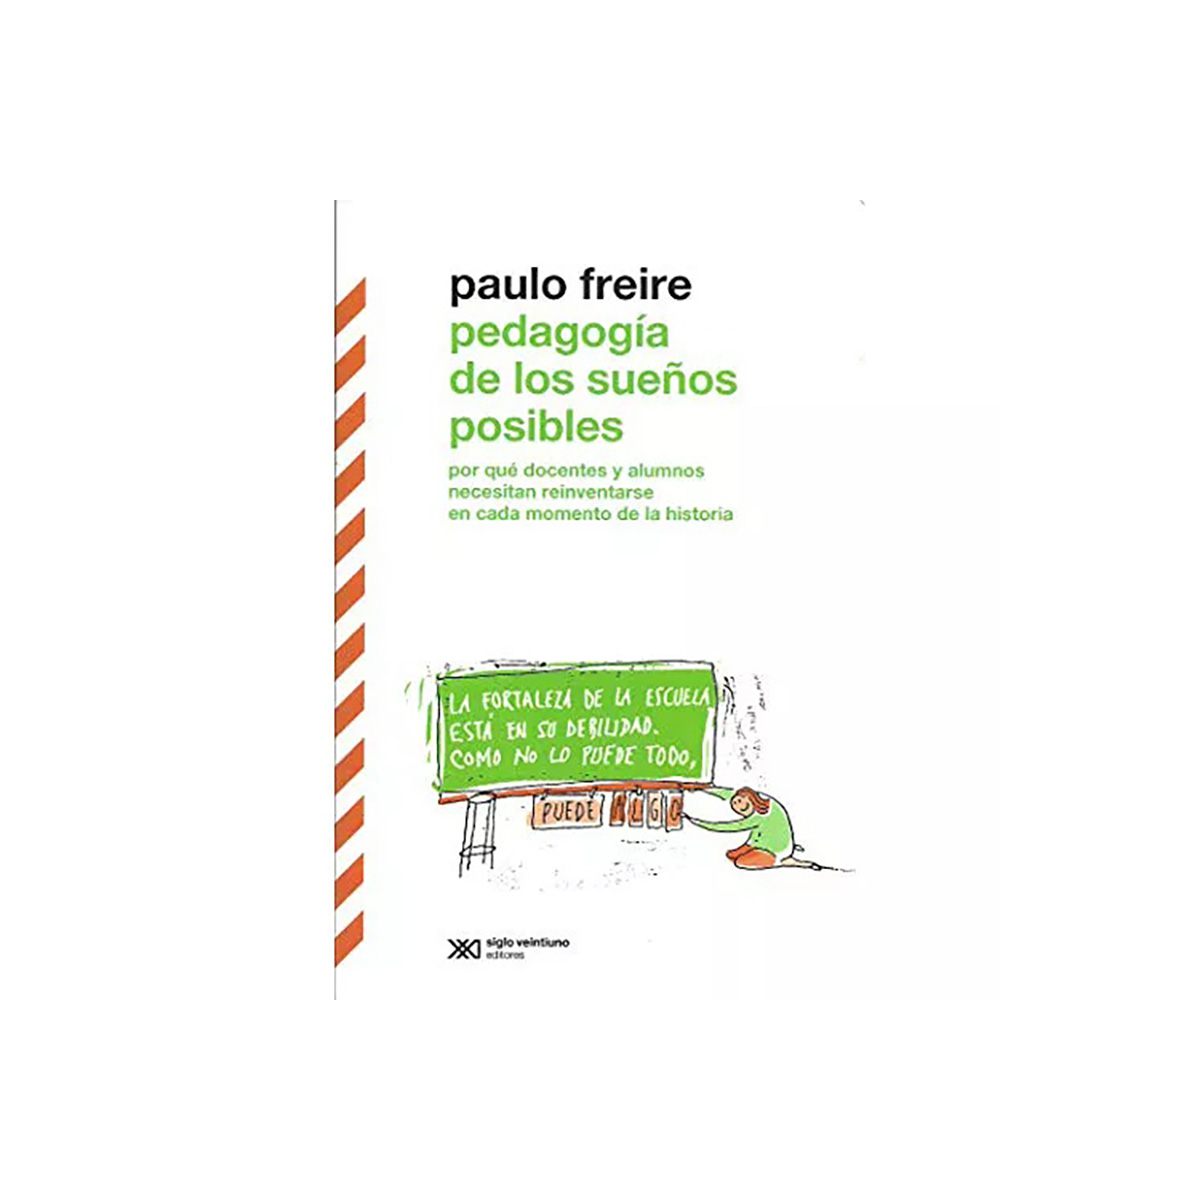 paulo freire
pedagogía
de los sueños
posibles
por qué docentes y alumnos
necesitan reinventarse
en cada momento de la historia
LA FORTALEZA DE LA ESCUELA
ESTÁ EN SU DEBILIDAD.
COMO NO LO PUEDE TODO,
PUEDE ALGO
siglo veintiuno
editores